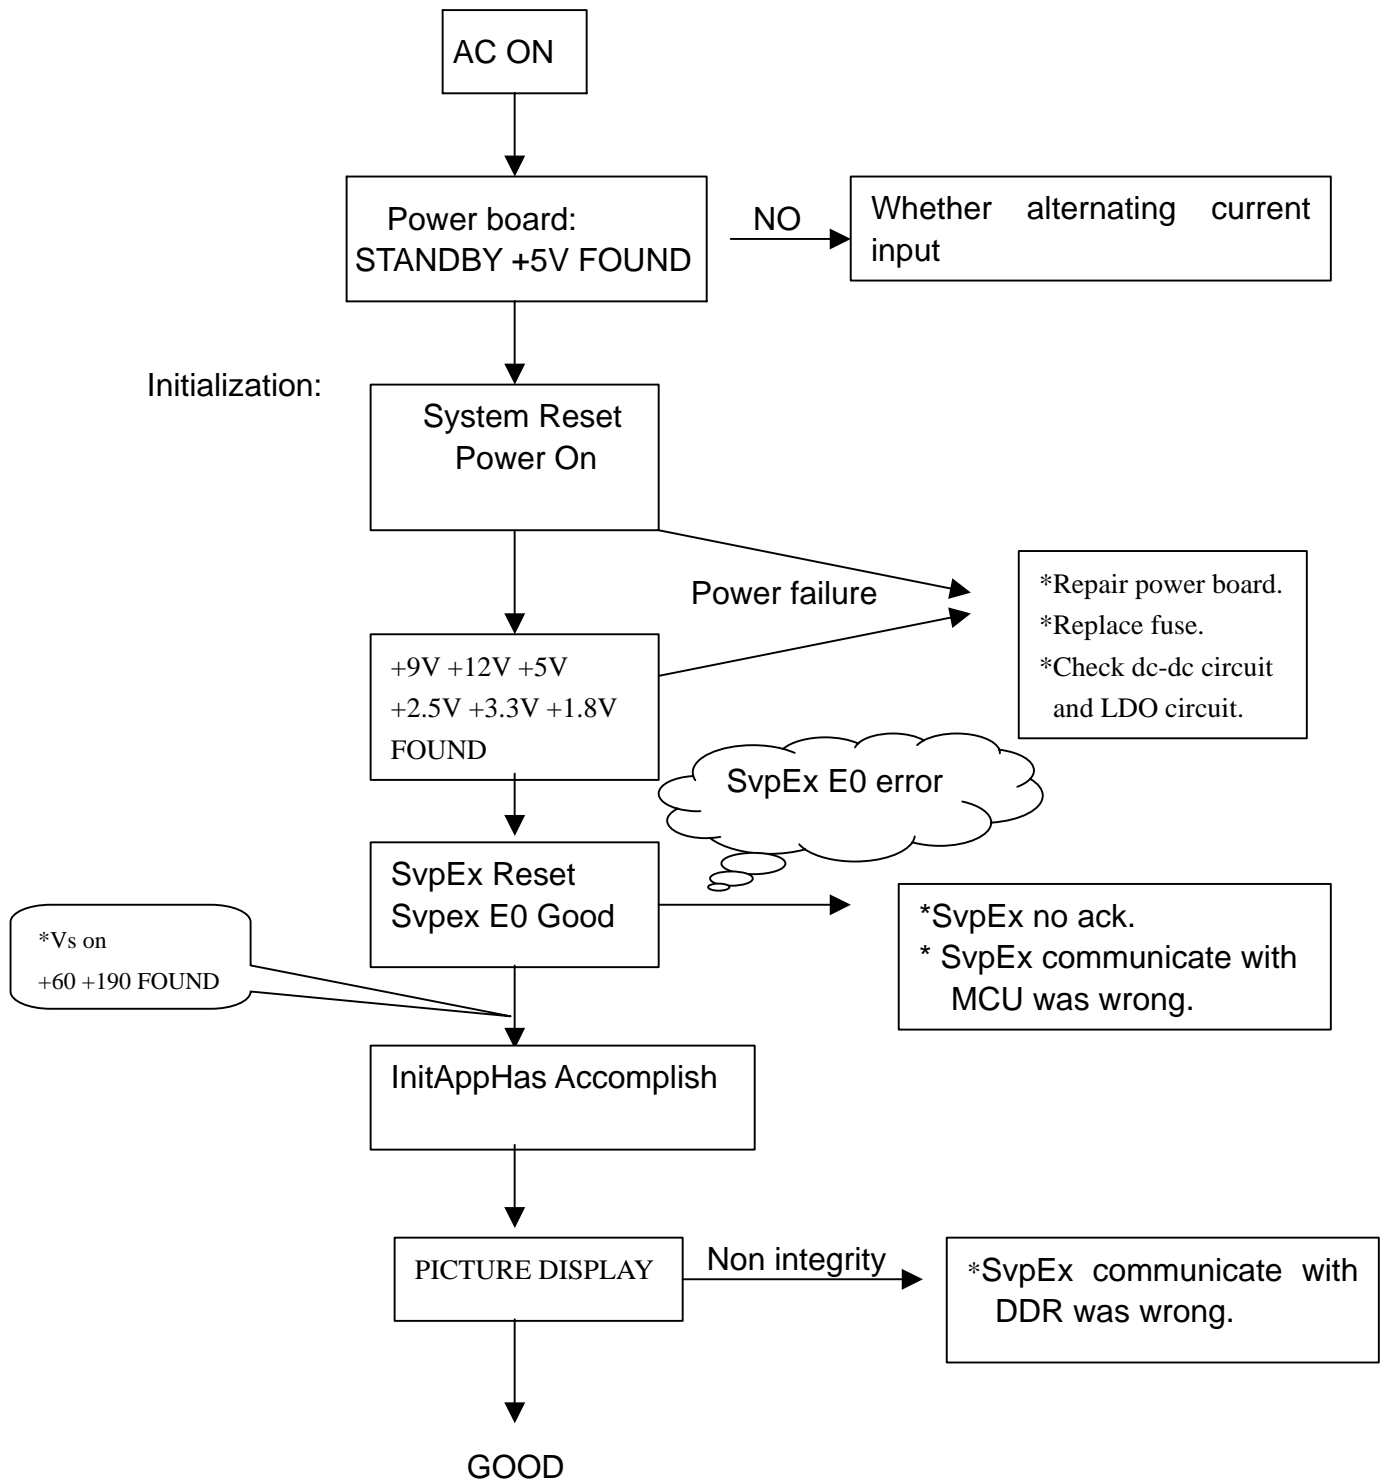 AC ON
Power board:
STANDBY +5V FOUND
NO
Whether alternating current
input
Initialization:
System Reset
Power On
Power failure
*Repair power board.
*Replace fuse.
*Check dc-dc circuit
and LDO circuit.
+9V +12V +5V
+2.5V +3.3V +1.8V
FOUND
SvpEx E0 error
SvpEx Reset
Svpex E0 Good
*SvpEx no ack.
* SvpEx communicate with
MCU was wrong.
*Vs on
+60 +190 FOUND
InitAppHas Accomplish
PICTURE DISPLAY
Non integrity
*SvpEx communicate with
DDR was wrong.
GOOD